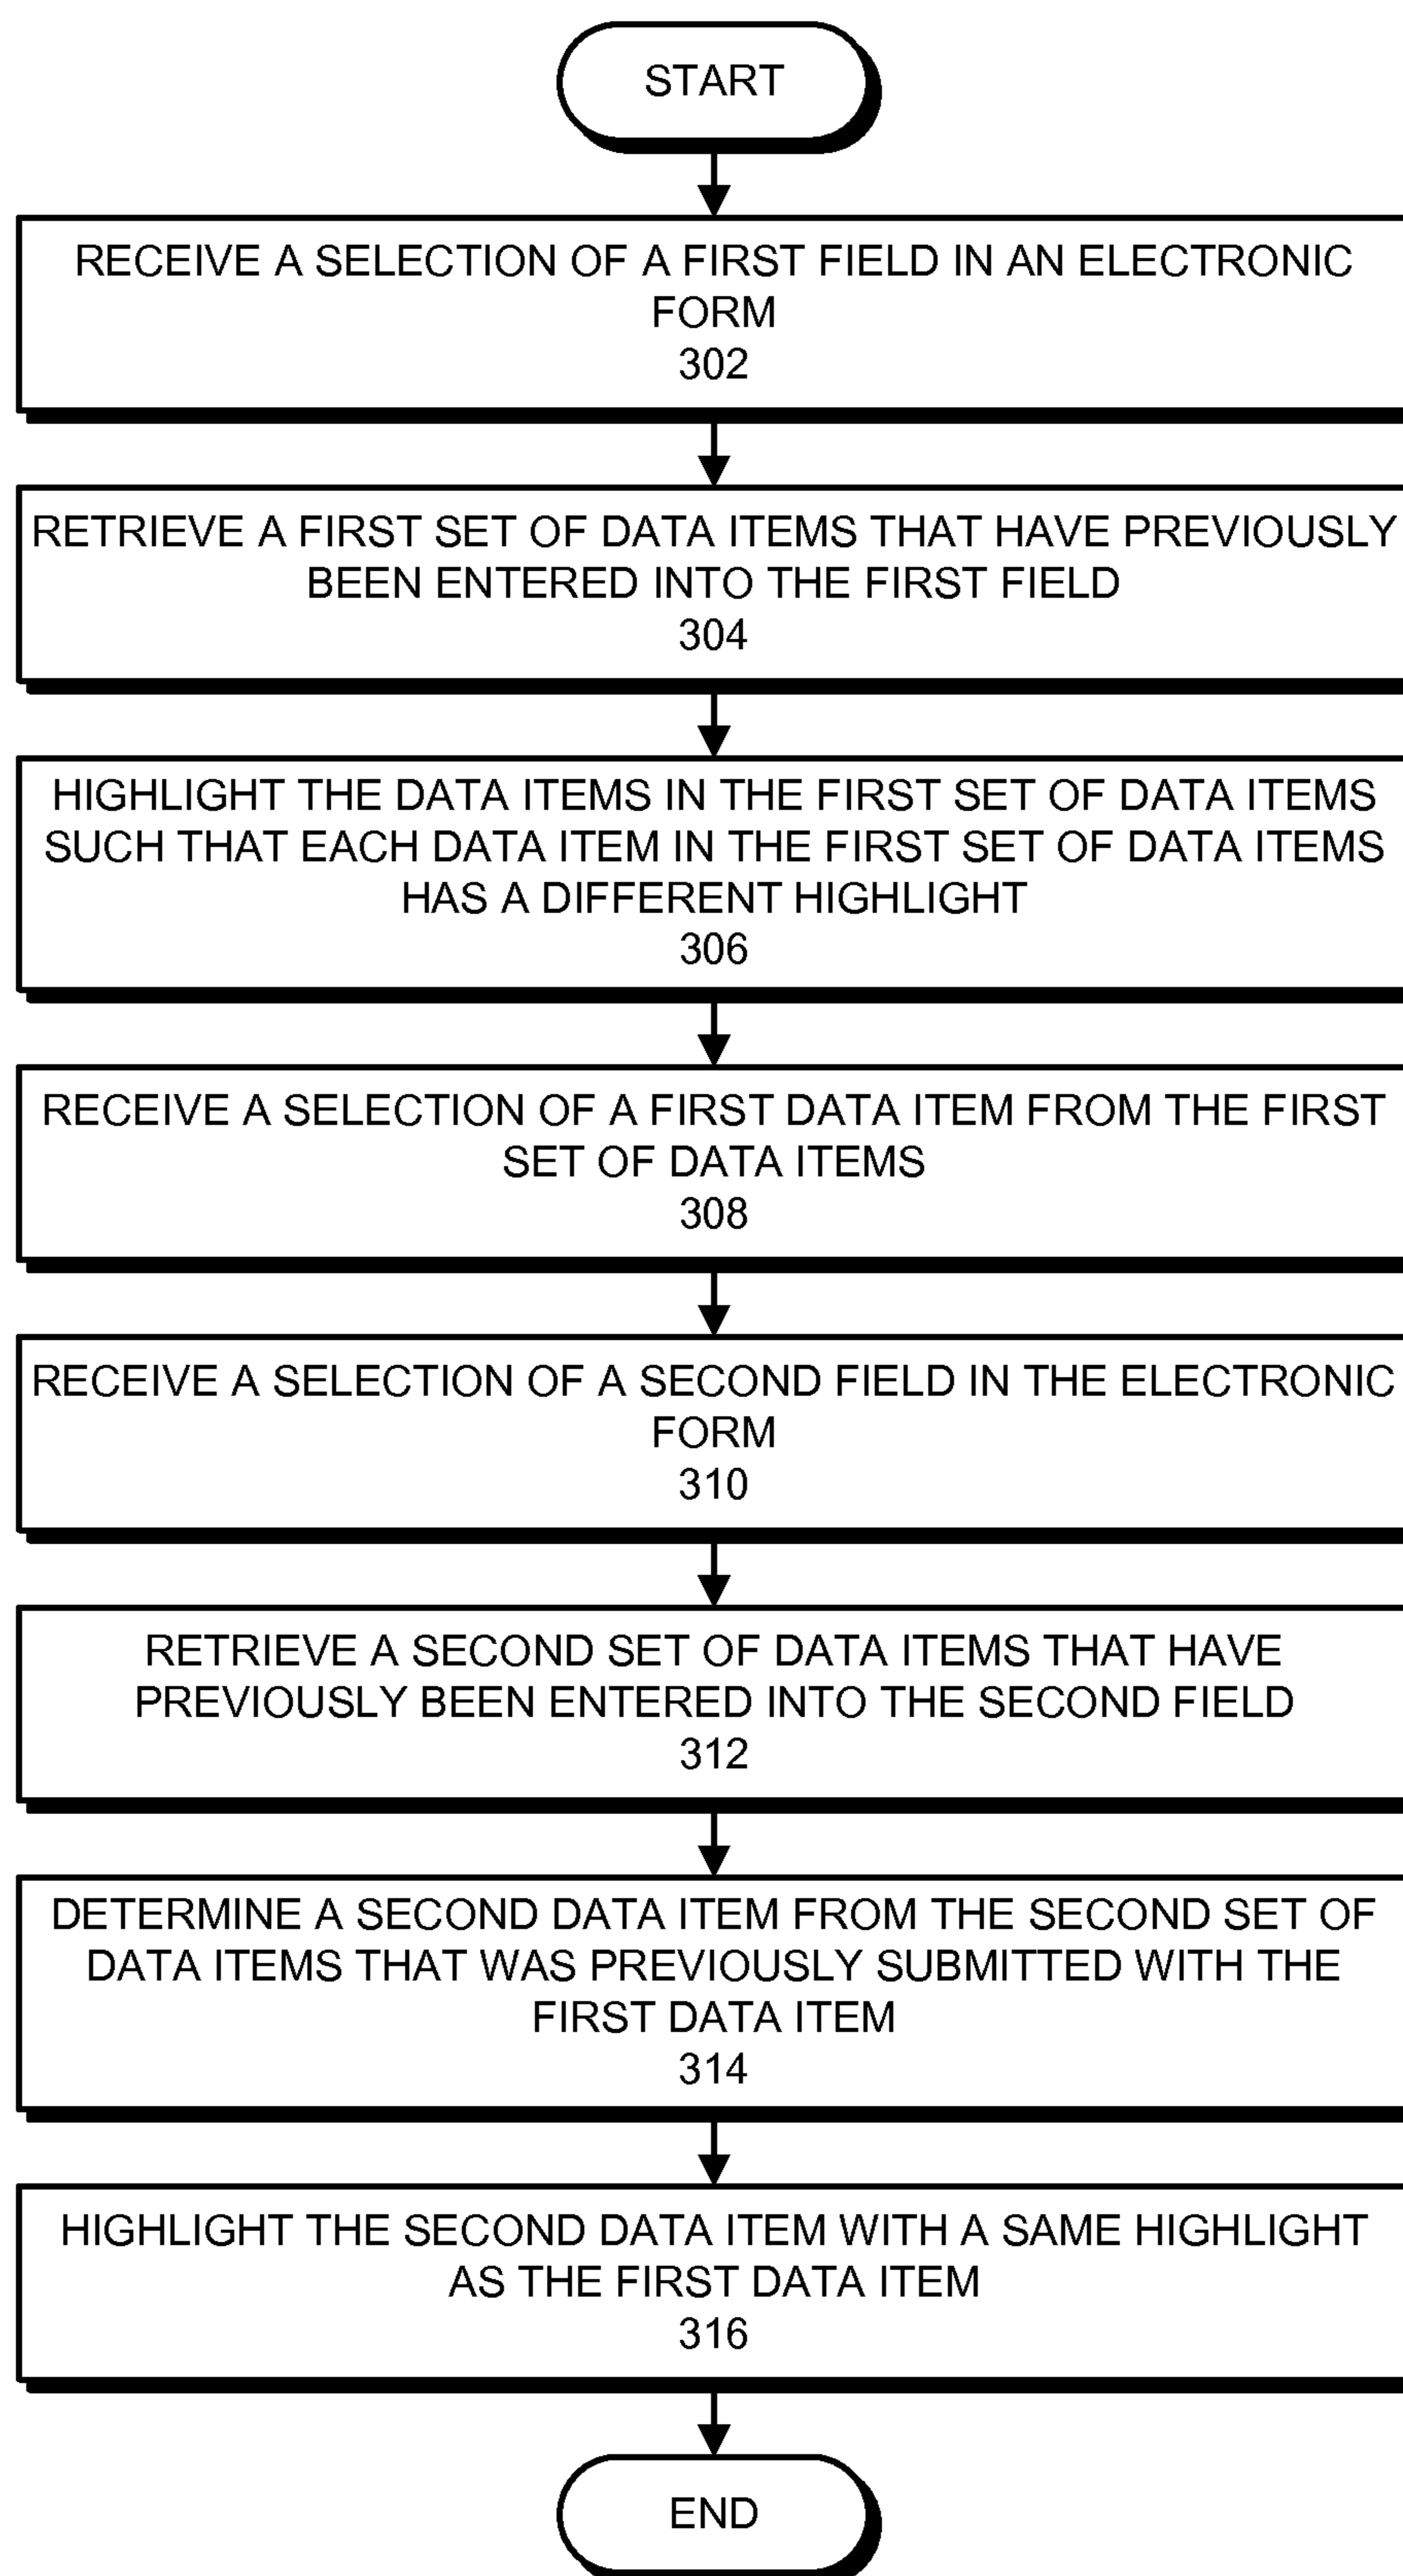 START
RECEIVE A SELECTION OF A FIRST FIELD IN AN ELECTRONIC
FORM
302
RETRIEVE A FIRST SET OF DATA ITEMS THAT HAVE PREVIOUSLY
BEEN ENTERED INTO THE FIRST FIELD
304
HIGHLIGHT THE DATA ITEMS IN THE FIRST SET OF DATA ITEMS
SUCH THAT EACH DATA ITEM IN THE FIRST SET OF DATA ITEMS
HAS A DIFFERENT HIGHLIGHT
306
RECEIVE A SELECTION OF A FIRST DATA ITEM FROM THE FIRST
SET OF DATA ITEMS
308
RECEIVE A SELECTION OF A SECOND FIELD IN THE ELECTRONIC
FORM
310
RETRIEVE A SECOND SET OF DATA ITEMS THAT HAVE
PREVIOUSLY BEEN ENTERED INTO THE SECOND FIELD
312
DETERMINE A SECOND DATA ITEM FROM THE SECOND SET OF
DATA ITEMS THAT WAS PREVIOUSLY SUBMITTED WITH THE
FIRST DATA ITEM
314
HIGHLIGHT THE SECOND DATA ITEM WITH A SAME HIGHLIGHT
AS THE FIRST DATA ITEM
316
END